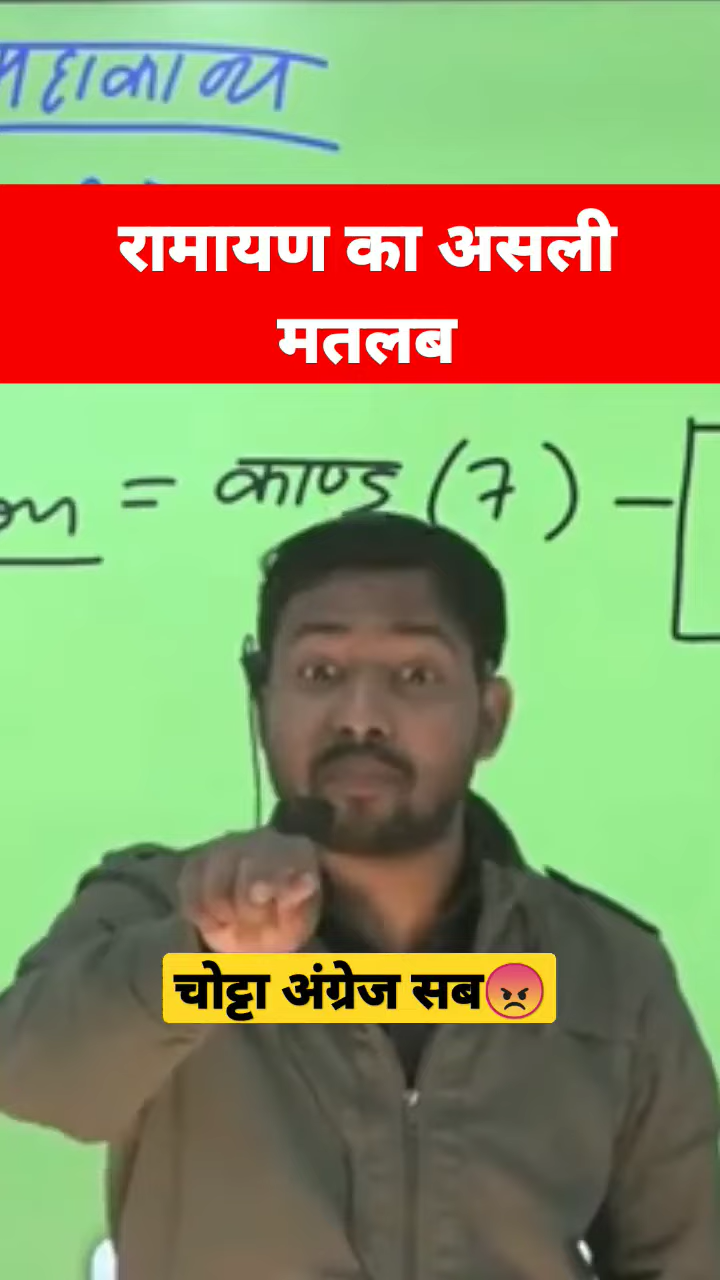 महाकाव्य
रामायण का असली
मतलब
= काण्ड (7) –
चोट्टा अंग्रेज सब😡